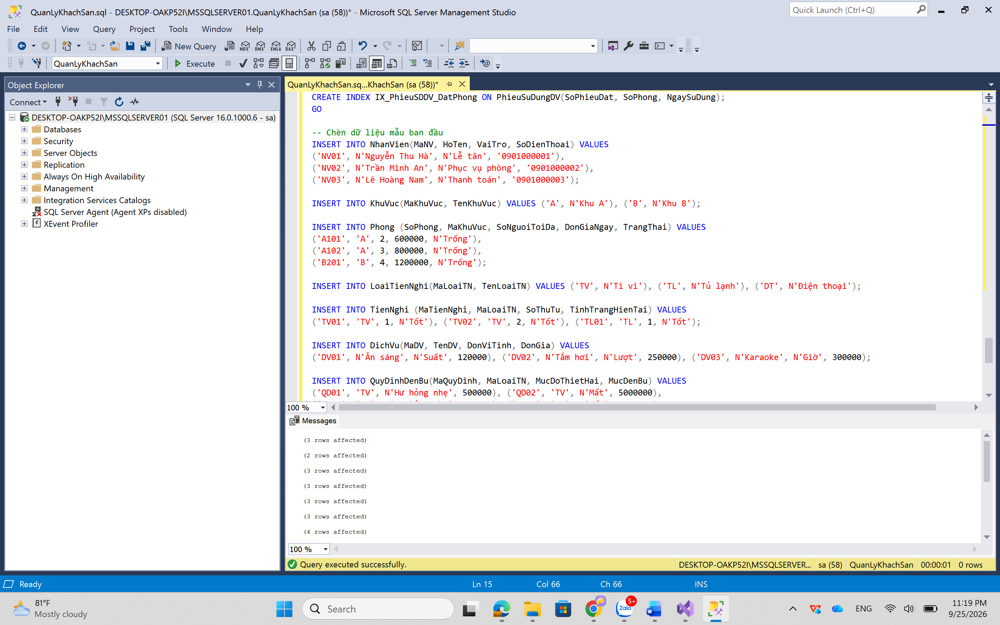 QuanLyKhachSan.sql - DESKTOP-OAKP52I\MSSQLSERVER01.QuanLyKhachSan (sa (58))* - Microsoft SQL Server Management Studio
Quick Launch (Ctrl+Q)
File Edit View Query Project Tools Window Help
New Query
MDX DMX XMLA DAX
QuanLyKhachSan
Execute
Object Explorer
Connect
DESKTOP-OAKP52I\MSSQLSERVER01 (SQL Server 16.0.1000.6 - sa)
Databases
Security
Server Objects
Replication
Always On High Availability
Management
Integration Services Catalogs
SQL Server Agent (Agent XPs disabled)
XEvent Profiler
QuanLyKhachSan.sq...KhachSan (sa (58))*
CREATE INDEX IX_PhieuSDDV_DatPhong ON PhieuSuDungDV(SoPhieuDat, SoPhong, NgaySuDung);
GO
-- Chèn dữ liệu mẫu ban đầu
INSERT INTO NhanVien(MaNV, HoTen, VaiTro, SoDienThoai) VALUES
('NV01', N'Nguyễn Thu Hà', N'Lễ tân', '0901000001'),
('NV02', N'Trần Minh An', N'Phục vụ phòng', '0901000002'),
('NV03', N'Lê Hoàng Nam', N'Thanh toán', '0901000003');
INSERT INTO KhuVuc(MaKhuVuc, TenKhuVuc) VALUES ('A', N'Khu A'), ('B', N'Khu B');
INSERT INTO Phong (SoPhong, MaKhuVuc, SoNguoiToiDa, DonGiaNgay, TrangThai) VALUES
('A101', 'A', 2, 600000, N'Trống'),
('A102', 'A', 3, 800000, N'Trống'),
('B201', 'B', 4, 1200000, N'Trống');
INSERT INTO LoaiTienNghi(MaLoaiTN, TenLoaiTN) VALUES ('TV', N'Ti vi'), ('TL', N'Tủ lạnh'), ('DT', N'Điện thoại');
INSERT INTO TienNghi (MaTienNghi, MaLoaiTN, SoThuTu, TinhTrangHienTai) VALUES
('TV01', 'TV', 1, N'Tốt'), ('TV02', 'TV', 2, N'Tốt'), ('TL01', 'TL', 1, N'Tốt');
INSERT INTO DichVu(MaDV, TenDV, DonViTinh, DonGia) VALUES
('DV01', N'Ăn sáng', N'Suất', 120000), ('DV02', N'Tắm hơi', N'Lượt', 250000), ('DV03', N'Karaoke', N'Giờ', 300000);
INSERT INTO QuyDinhDenBu(MaQuyDinh, MaLoaiTN, MucDoThietHai, MucDenBu) VALUES
('QD01', 'TV', N'Hư hỏng nhẹ', 500000), ('QD02', 'TV', N'Mất', 5000000),
100 %
Messages
(3 rows affected)
(2 rows affected)
(3 rows affected)
(3 rows affected)
(3 rows affected)
(3 rows affected)
(4 rows affected)
100 %
Query executed successfully.
DESKTOP-OAKP52I\MSSQLSERVER... sa (58) QuanLyKhachSan 00:00:01 0 rows
Ready
Ln 15 Col 66 Ch 66 INS
81°F
Mostly cloudy
Search
5+
Zalo
ENG
11:19 PM
9/25/2026